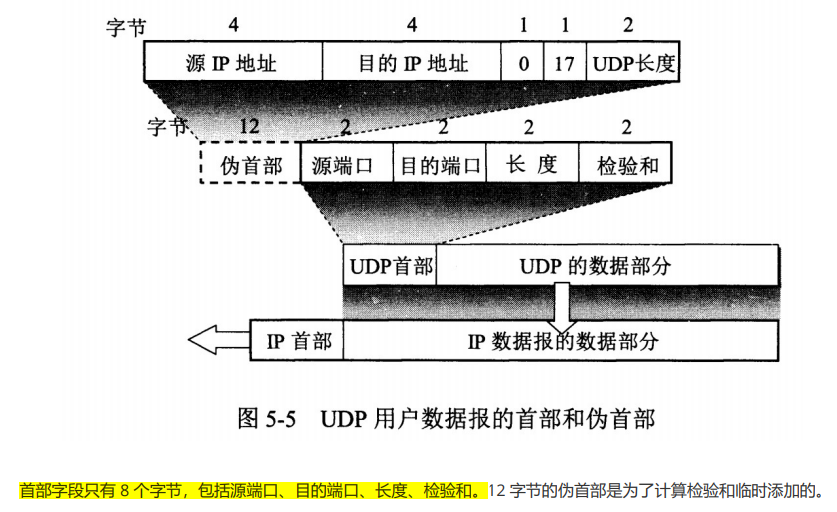 字节 4 4 1 1 2
源 IP 地址 目的 IP 地址 0 17 UDP长度
字节 12 2 2 2 2
伪首部 源端口 目的端口 长 度 检验和
UDP首部 UDP 的数据部分
IP 首部 IP 数据报的数据部分
图 5-5 UDP 用户数据报的首部和伪首部
首部字段只有 8 个字节，包括源端口、目的端口、长度、检验和。12 字节的伪首部是为了计算检验和临时添加的。